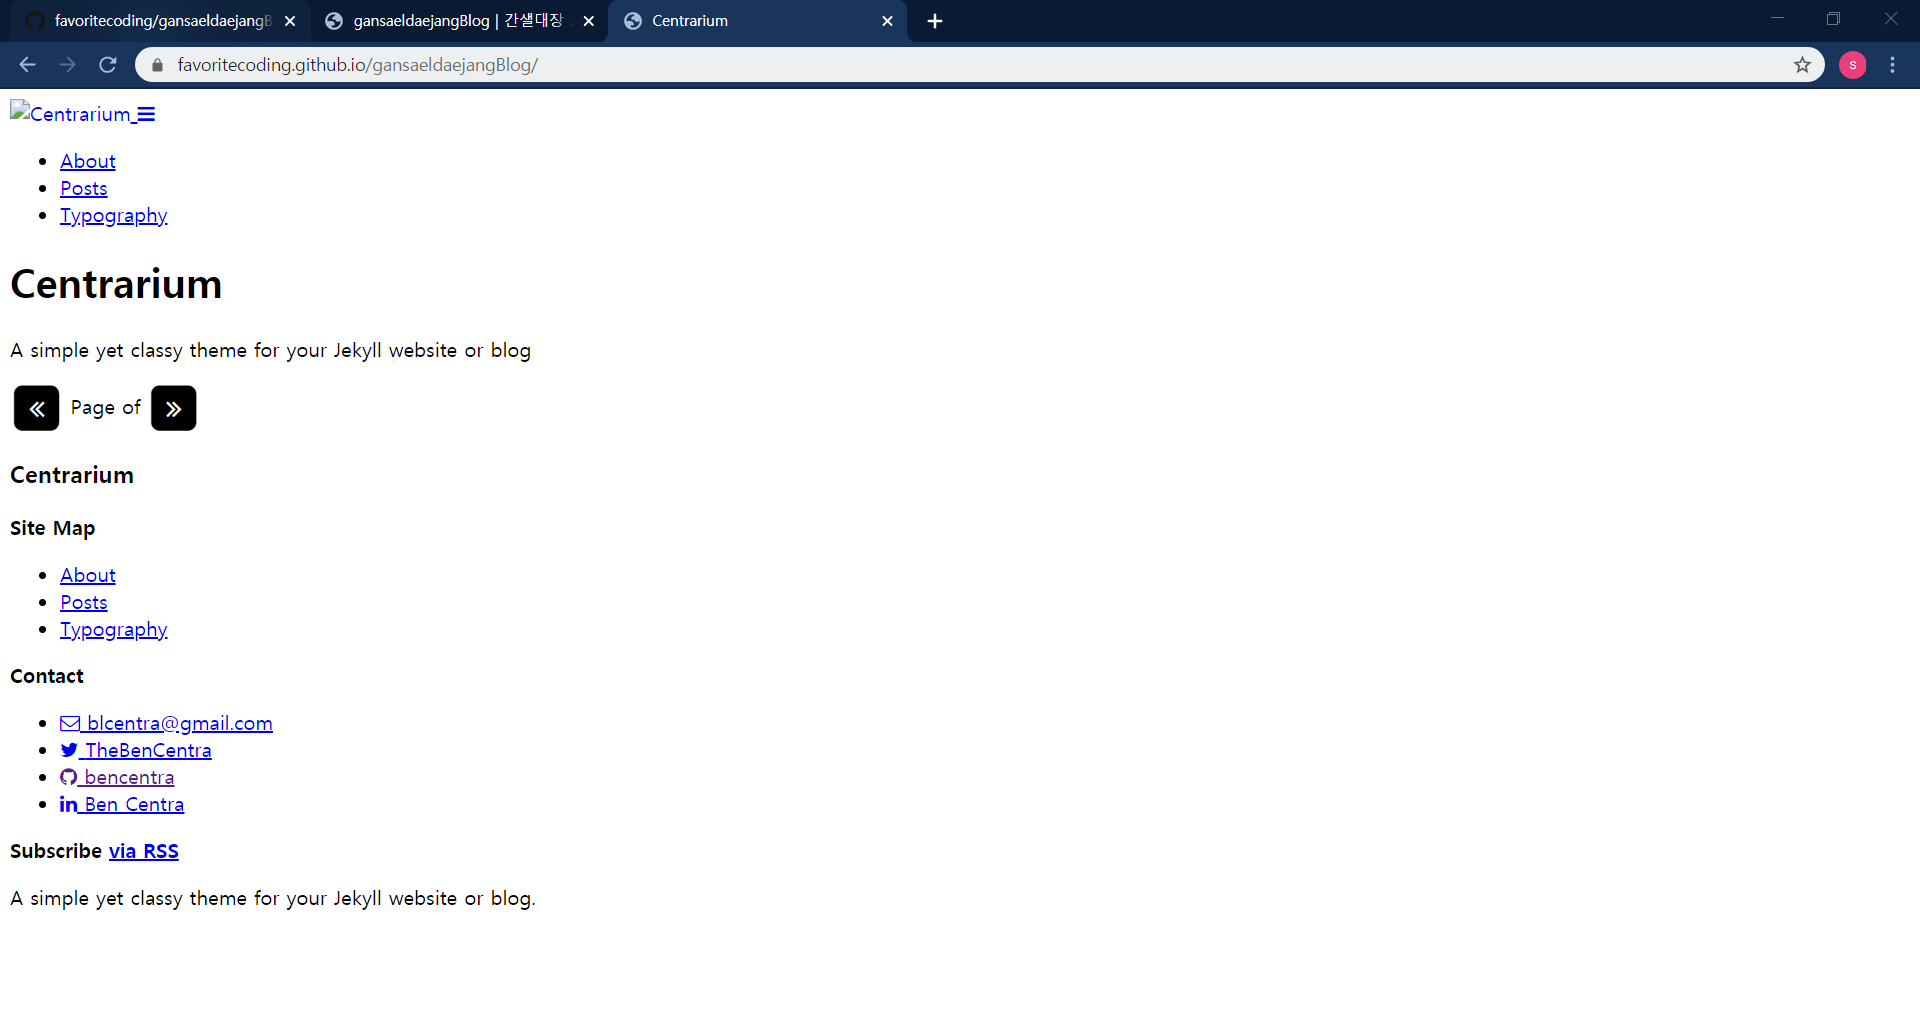 favoritecoding/gansaeldaejangB
gansaeldaejangBlog | 간샐대장
Centrarium
favoritecoding.github.io/gansaeldaejangBlog/
s
Centrarium
About
Posts
Typography
Centrarium
A simple yet classy theme for your Jekyll website or blog
« Page of »
Centrarium
Site Map
About
Posts
Typography
Contact
blcentra@gmail.com
TheBenCentra
bencentra
in Ben Centra
Subscribe via RSS
A simple yet classy theme for your Jekyll website or blog.